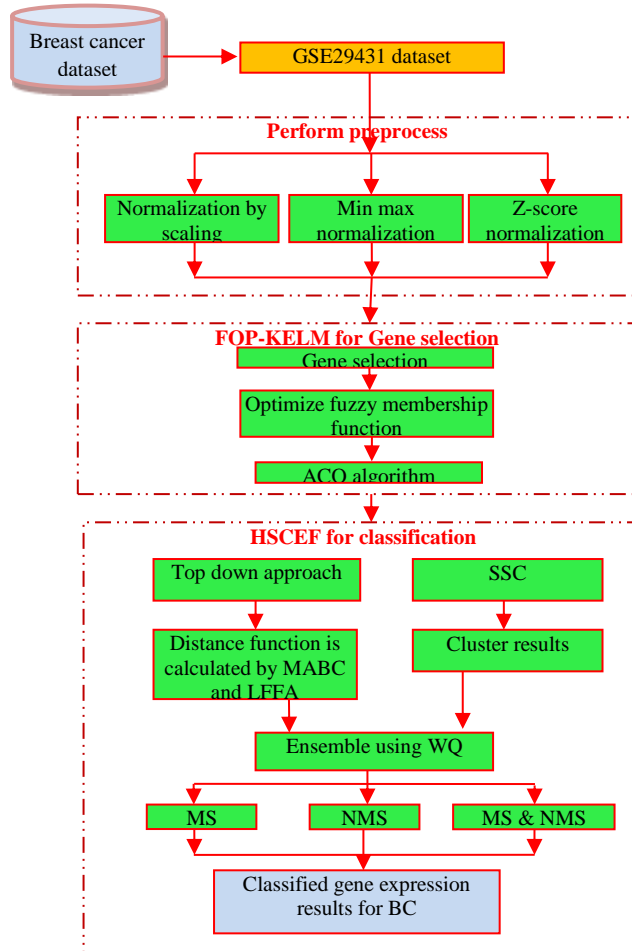 Breast cancer
dataset
GSE29431 dataset
Perform preprocess
Normalization by
scaling
Min max
normalization
Z-score
normalization
FOP-KELM for Gene selection
Gene selection
Optimize fuzzy membership
function
ACO algorithm
HSCEF for classification
Top down approach
SSC
Distance function is
calculated by MABC
and LFFA
Cluster results
Ensemble using WQ
MS
NMS
MS & NMS
Classified gene expression
results for BC